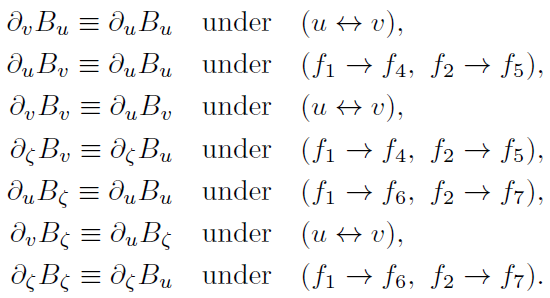 ∂_v B_u ≡ ∂_u B_u under (u ↔ v),
∂_u B_v ≡ ∂_u B_u under (f_1 → f_4, f_2 → f_5),
∂_v B_v ≡ ∂_u B_v under (u ↔ v),
∂_ζ B_v ≡ ∂_ζ B_u under (f_1 → f_4, f_2 → f_5),
∂_u B_ζ ≡ ∂_u B_u under (f_1 → f_6, f_2 → f_7),
∂_v B_ζ ≡ ∂_u B_ζ under (u ↔ v),
∂_ζ B_ζ ≡ ∂_ζ B_u under (f_1 → f_6, f_2 → f_7).